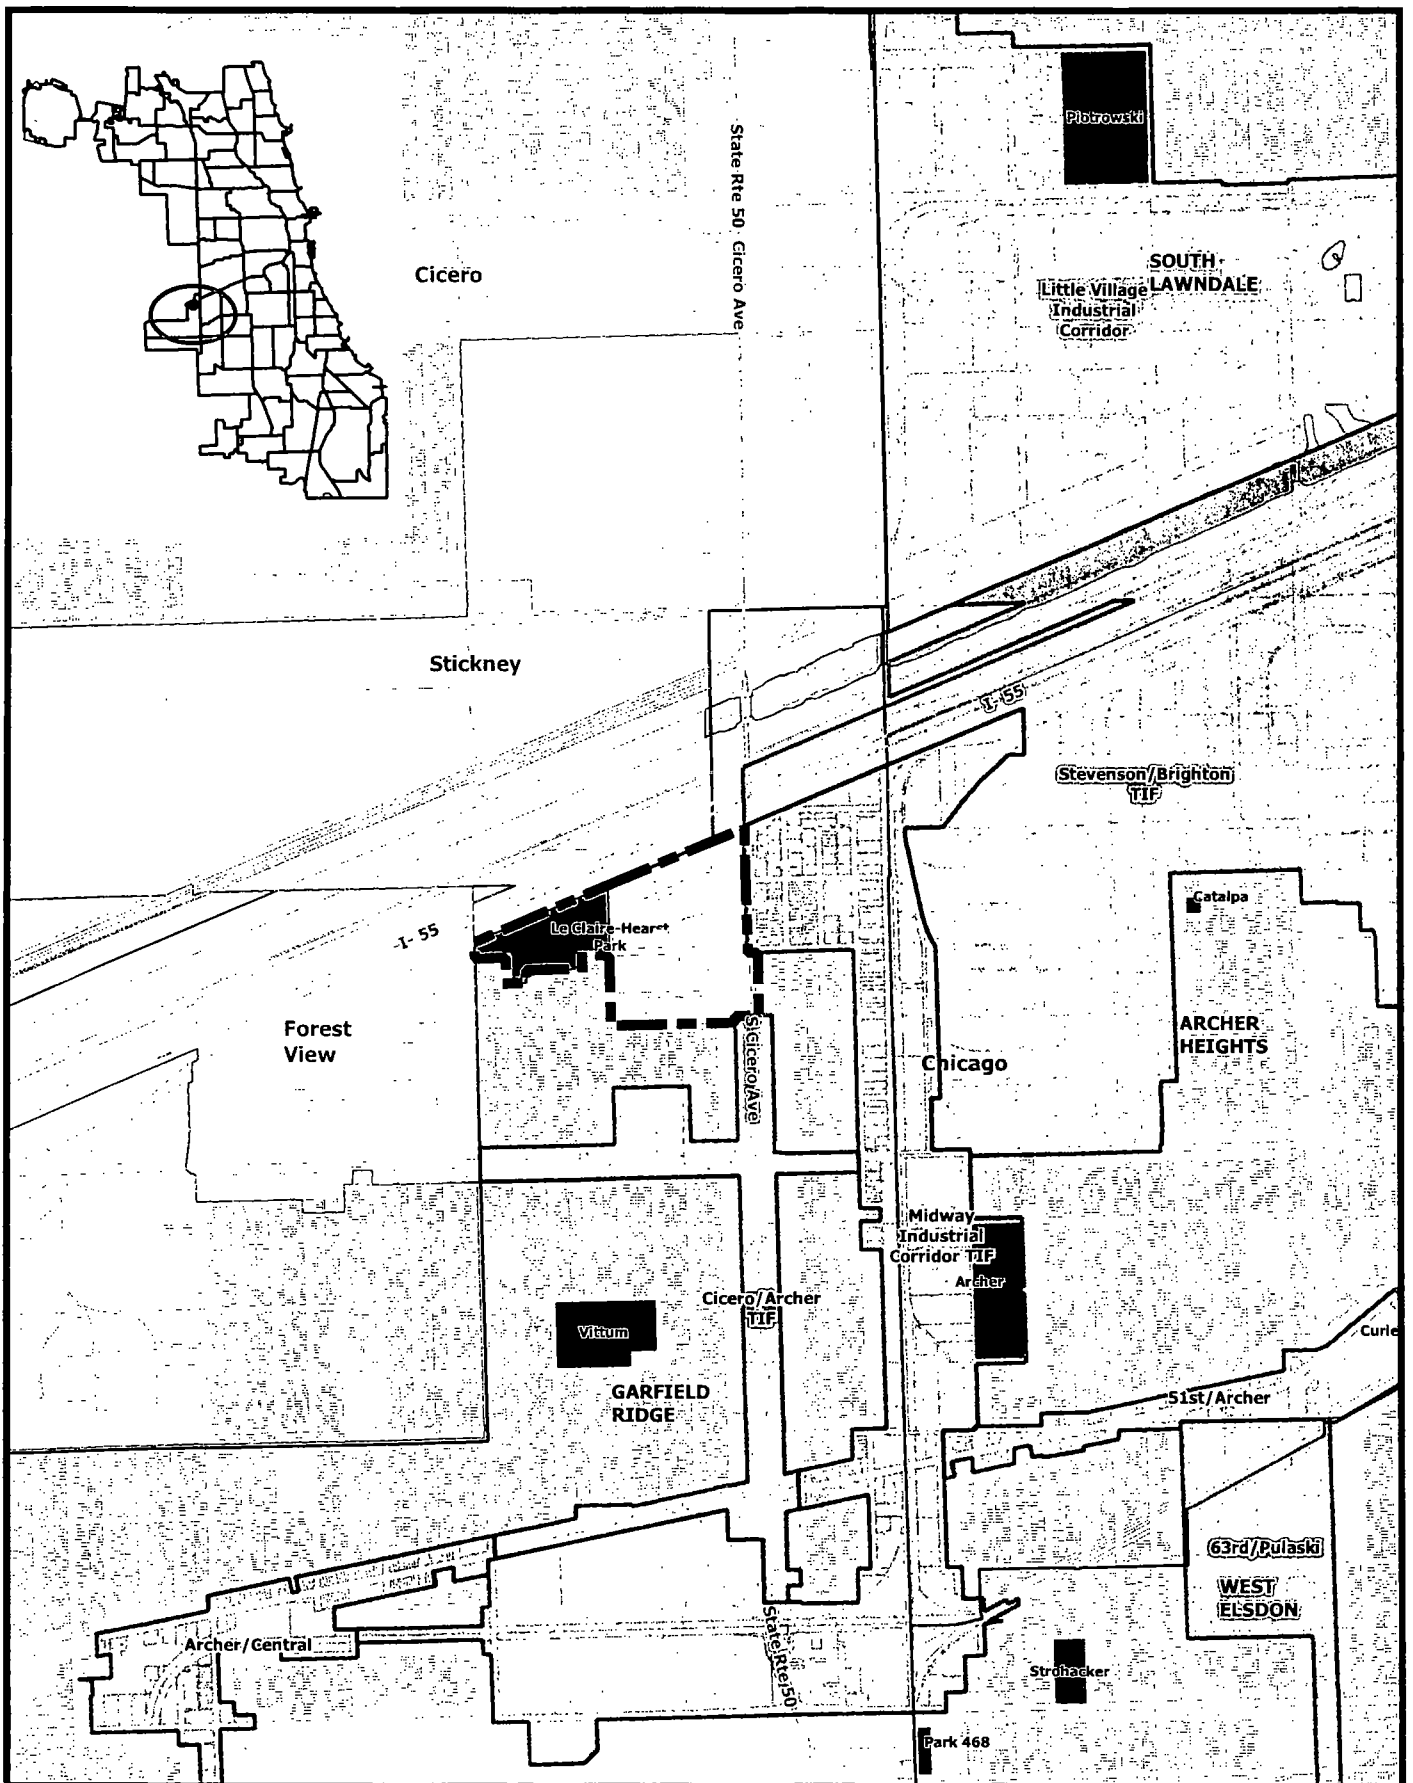 Piotrowski
State Rte 50 Cicero Ave
Cicero
SOUTH
LAWNDALE
Little Village
Industrial
Corridor
Stickney
I- 55
Stevenson/Brighton
TIF
Catalpa
Le Claire-Hearst
Park
I- 55
Forest
View
ARCHER
HEIGHTS
S Cicero Ave
Chicago
Midway
Industrial
Corridor TIF
Archer
Cicero/Archer
TIF
Vittum
Curie
GARFIELD
RIDGE
51st/Archer
63rd/Pulaski
WEST
ELSDON
State Rte 50
Archer/Central
Strohacker
Park 468